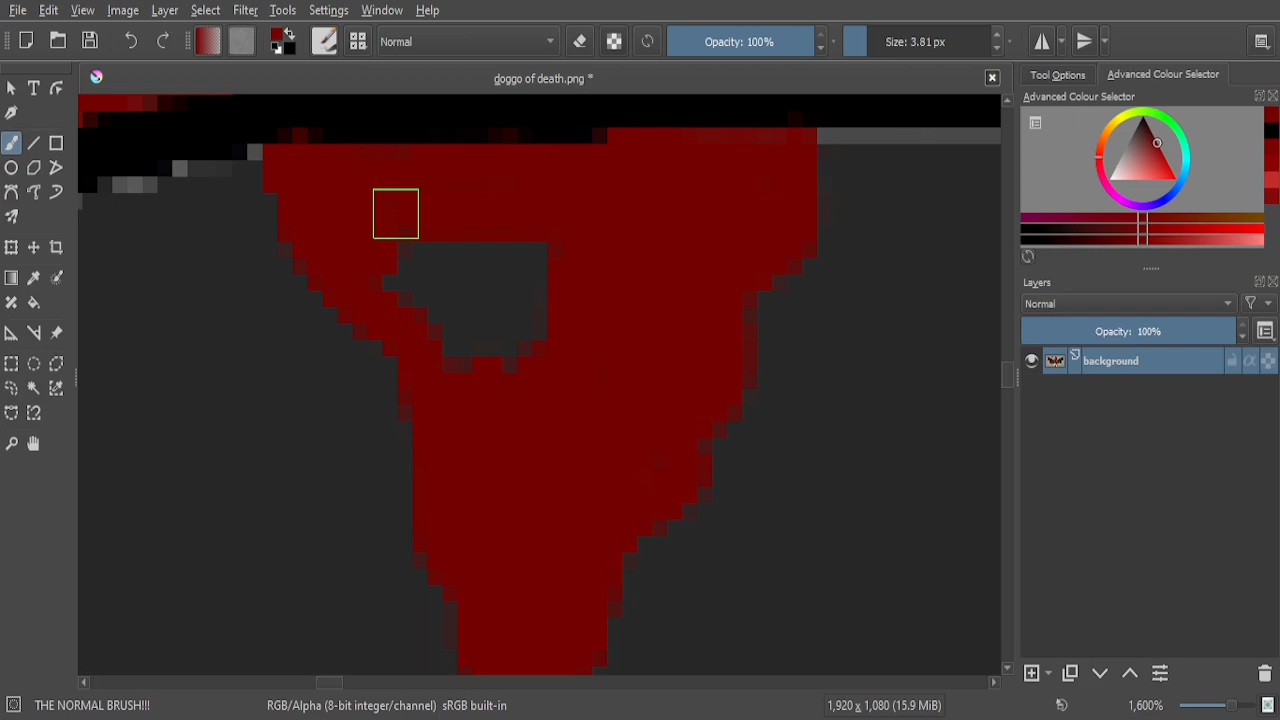 File Edit View Image Layer Select Filter Tools Settings Window Help
Normal Opacity: 100% Size: 3.81 px
doggo of death.png *
Tool Options Advanced Colour Selector
Advanced Colour Selector
Layers
Normal
Opacity: 100%
background
THE NORMAL BRUSH!!! RGB/Alpha (8-bit integer/channel) sRGB built-in 1,920 x 1,080 (15.9 MiB) 1,600%